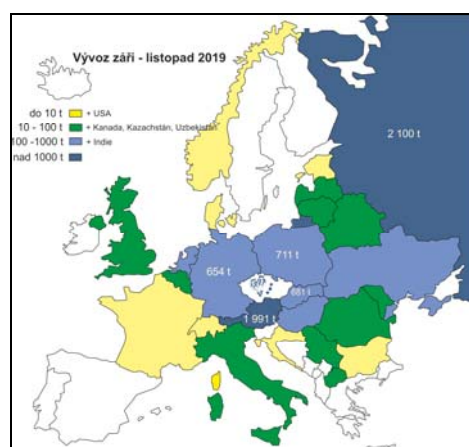 Vývoz září - listopad 2019
do 10 t + USA
10 - 100 t + Kanada, Kazachstán, Uzbekistán
100 -1000 t + Indie
nad 1000 t
2 100 t
711 t
654 t
681 t
1 991 t